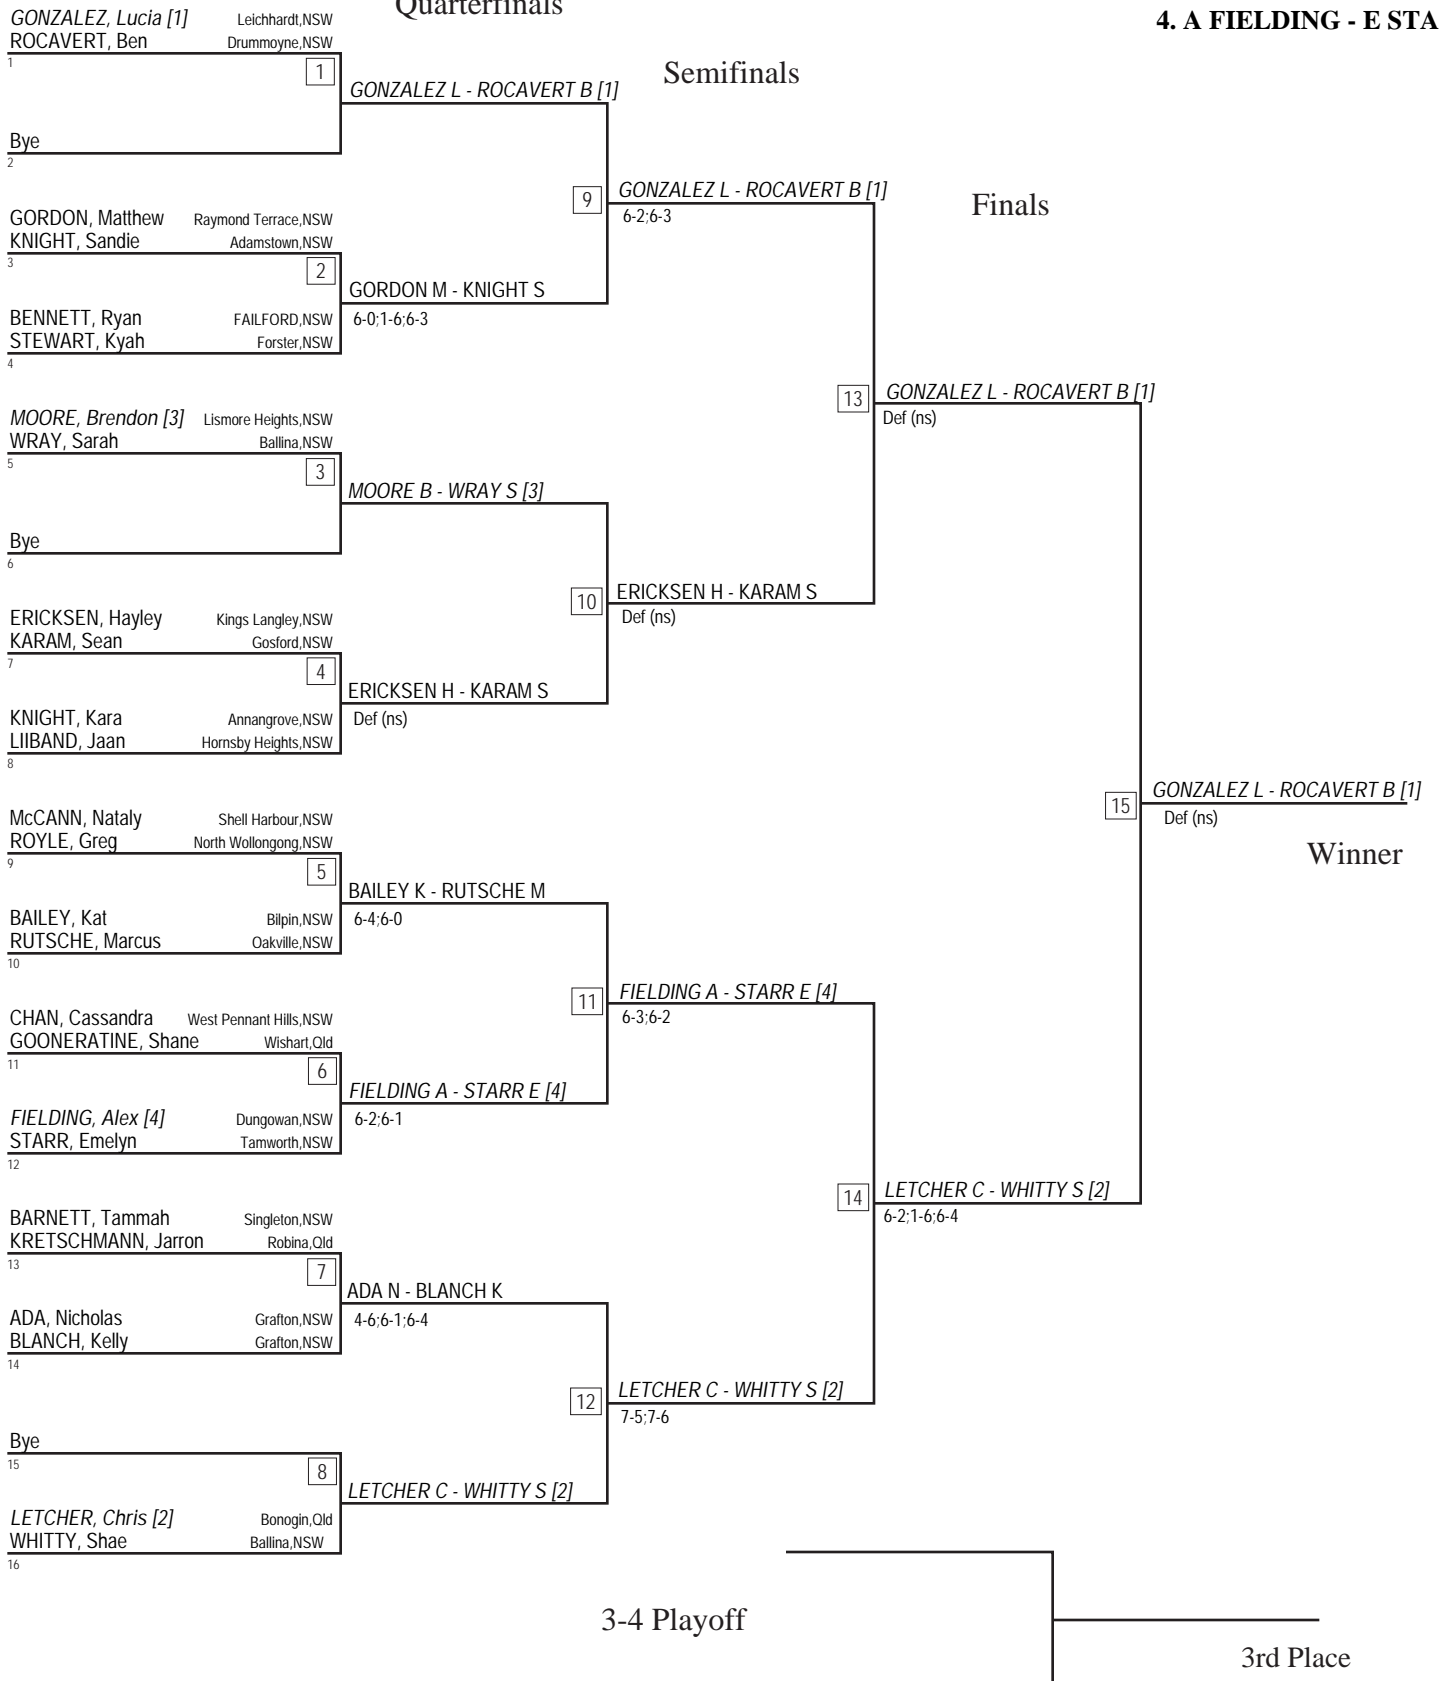 Quarterfinals
4. A FIELDING - E STA
GONZALEZ, Lucia [1] Leichhardt,NSW
ROCAVERT, Ben Drummoyne,NSW
1
1
Semifinals
GONZALEZ L - ROCAVERT B [1]
Bye
2
9
GONZALEZ L - ROCAVERT B [1]
6-2;6-3
Finals
GORDON, Matthew Raymond Terrace,NSW
KNIGHT, Sandie Adamstown,NSW
3
2
GORDON M - KNIGHT S
6-0;1-6;6-3
BENNETT, Ryan FAILFORD,NSW
STEWART, Kyah Forster,NSW
4
13
GONZALEZ L - ROCAVERT B [1]
Def (ns)
MOORE, Brendon [3] Lismore Heights,NSW
WRAY, Sarah Ballina,NSW
5
3
MOORE B - WRAY S [3]
Bye
6
10
ERICKSEN H - KARAM S
Def (ns)
ERICKSEN, Hayley Kings Langley,NSW
KARAM, Sean Gosford,NSW
7
4
ERICKSEN H - KARAM S
Def (ns)
KNIGHT, Kara Annangrove,NSW
LIIBAND, Jaan Hornsby Heights,NSW
8
15
GONZALEZ L - ROCAVERT B [1]
Def (ns)
Winner
McCANN, Nataly Shell Harbour,NSW
ROYLE, Greg North Wollongong,NSW
9
5
BAILEY K - RUTSCHE M
6-4;6-0
BAILEY, Kat Bilpin,NSW
RUTSCHE, Marcus Oakville,NSW
10
11
FIELDING A - STARR E [4]
6-3;6-2
CHAN, Cassandra West Pennant Hills,NSW
GOONERATINE, Shane Wishart,Qld
11
6
FIELDING A - STARR E [4]
6-2;6-1
FIELDING, Alex [4] Dungowan,NSW
STARR, Emelyn Tamworth,NSW
12
14
LETCHER C - WHITTY S [2]
6-2;1-6;6-4
BARNETT, Tammah Singleton,NSW
KRETSCHMANN, Jarron Robina,Qld
13
7
ADA N - BLANCH K
4-6;6-1;6-4
ADA, Nicholas Grafton,NSW
BLANCH, Kelly Grafton,NSW
14
12
LETCHER C - WHITTY S [2]
7-5;7-6
Bye
15
8
LETCHER C - WHITTY S [2]
LETCHER, Chris [2] Bonogin,Qld
WHITTY, Shae Ballina,NSW
16
3-4 Playoff
3rd Place